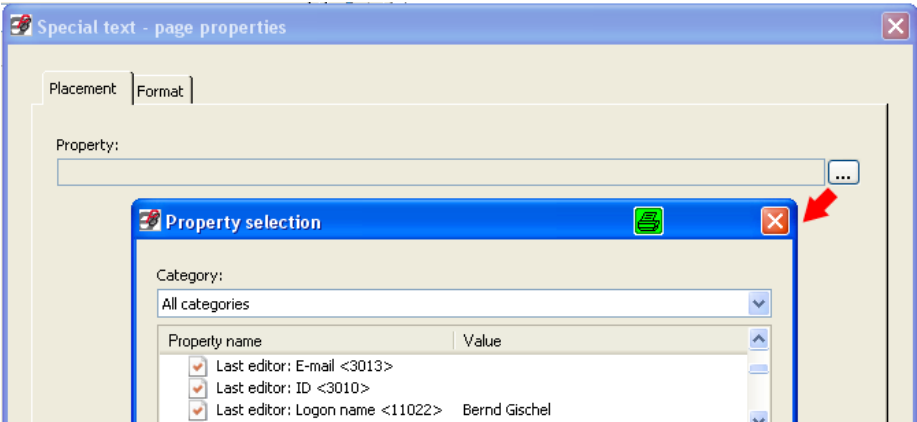 Special text - page properties
Placement
Format
Property:
...
Property selection
Category:
All categories
Property name Value
Last editor: E-mail <3013>
Last editor: ID <3010>
Last editor: Logon name <11022> Bernd Gischel